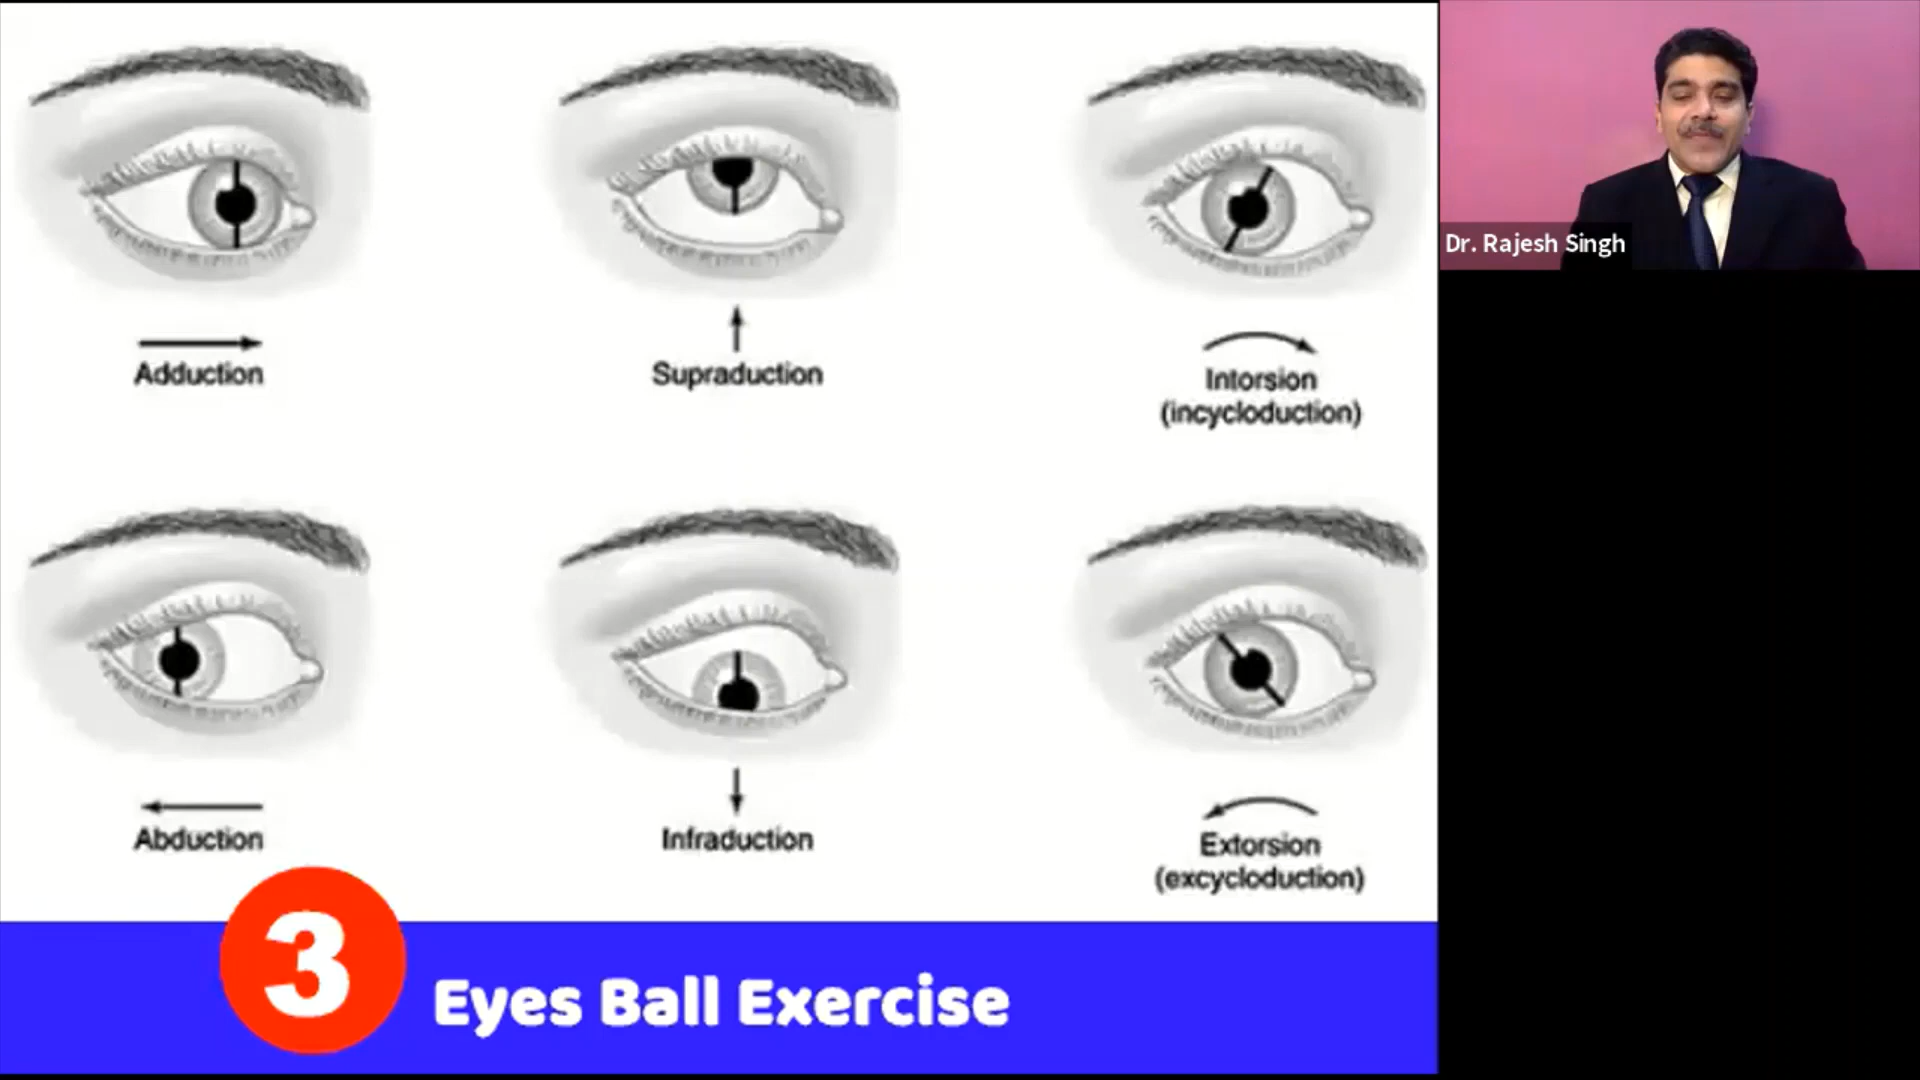 Adduction
Supraduction
Intorsion
(incycloduction)
Abduction
Infraduction
Extorsion
(excycloduction)
3
Eyes Ball Exercise
Dr. Rajesh Singh